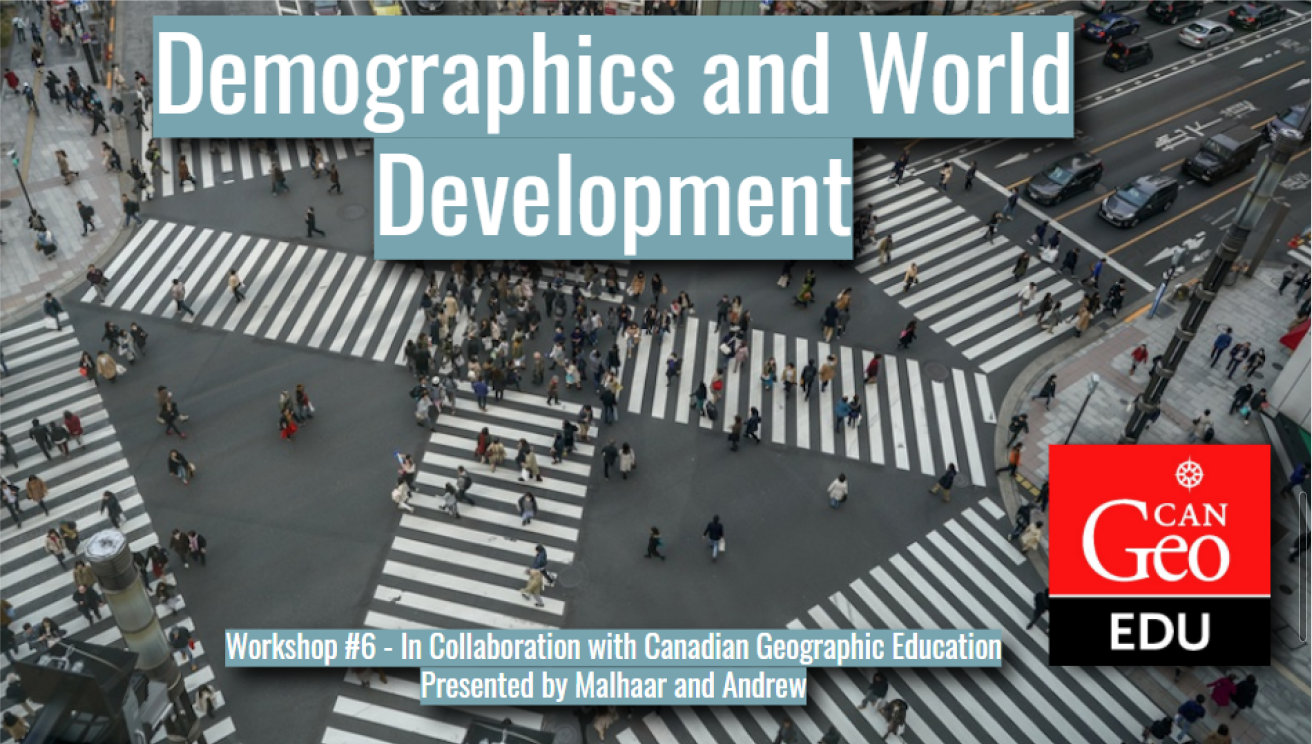 Demographics and World
Development
CAN
Geo
EDU
Workshop #6 - In Collaboration with Canadian Geographic Education
Presented by Malhaar and Andrew